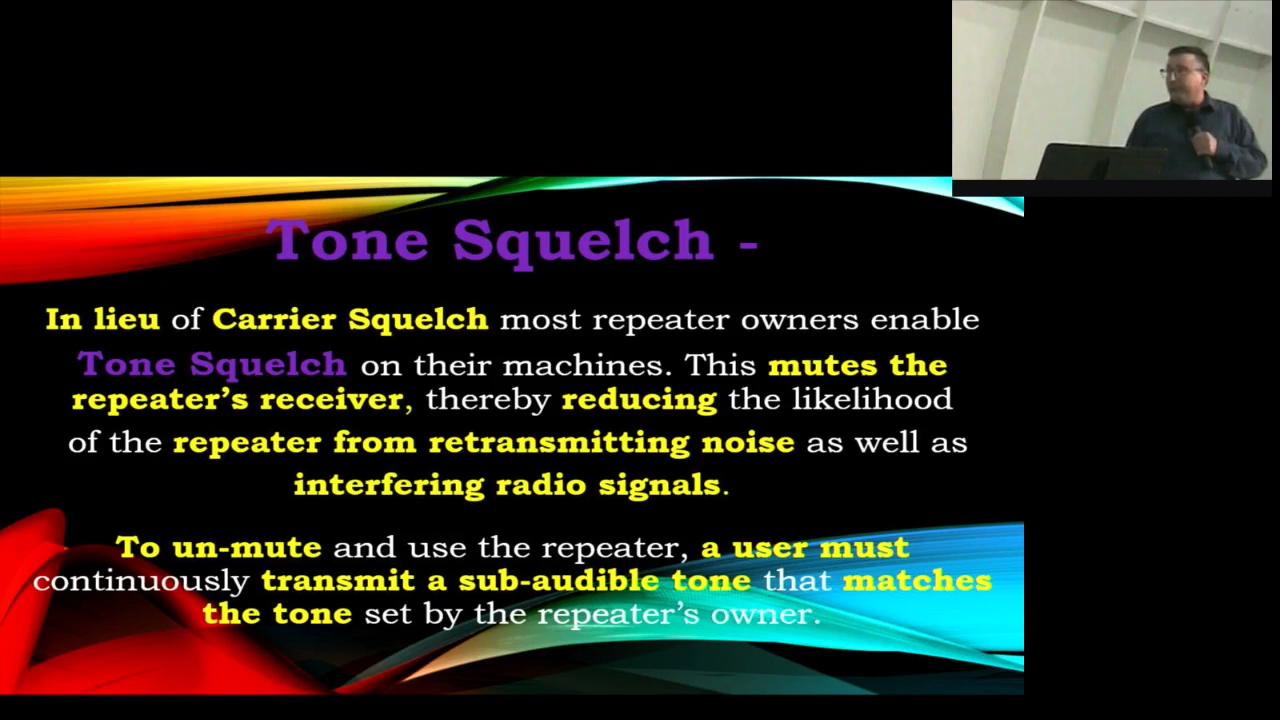 Tone Squelch -
In lieu of Carrier Squelch most repeater owners enable
Tone Squelch on their machines. This mutes the
repeater’s receiver, thereby reducing the likelihood
of the repeater from retransmitting noise as well as
interfering radio signals.
To un-mute and use the repeater, a user must
continuously transmit a sub-audible tone that matches
the tone set by the repeater’s owner.